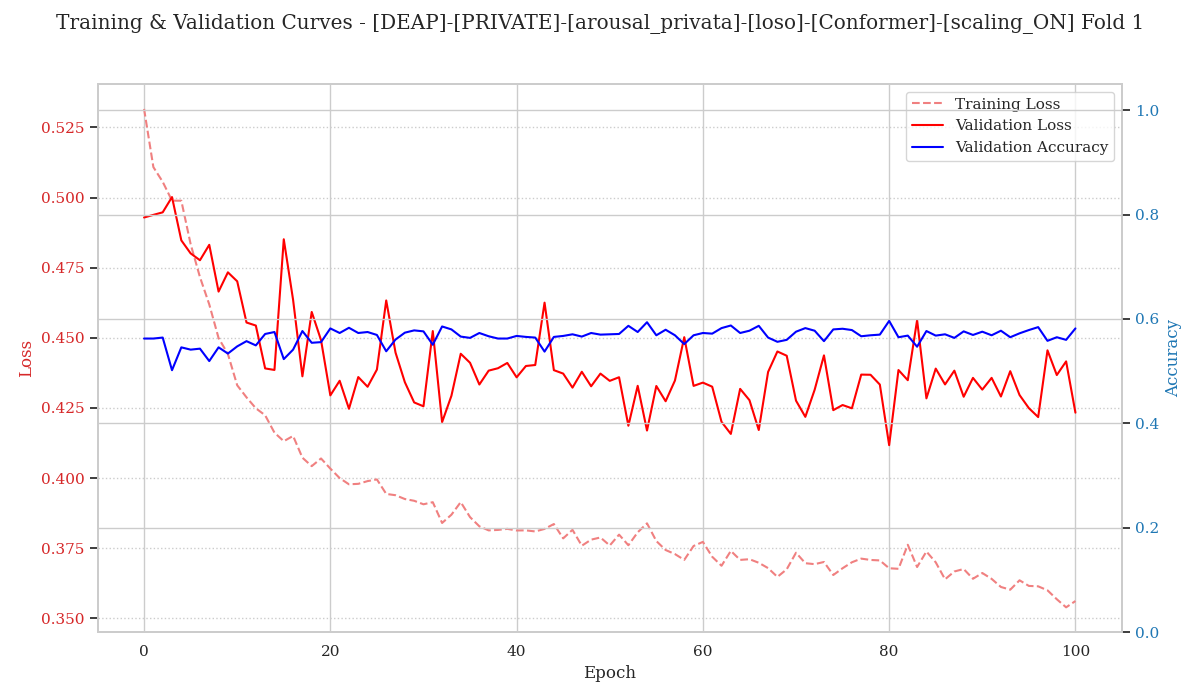 Training & Validation Curves - [DEAP]-[PRIVATE]-[arousal_privata]-[loso]-[Conformer]-[scaling_ON] Fold 1
Training Loss
Validation Loss
Validation Accuracy
0.525
0.500
0.475
0.450
0.425
0.400
0.375
0.350
Loss
1.0
0.8
0.6
0.4
0.2
0.0
Accuracy
0 20 40 60 80 100
Epoch